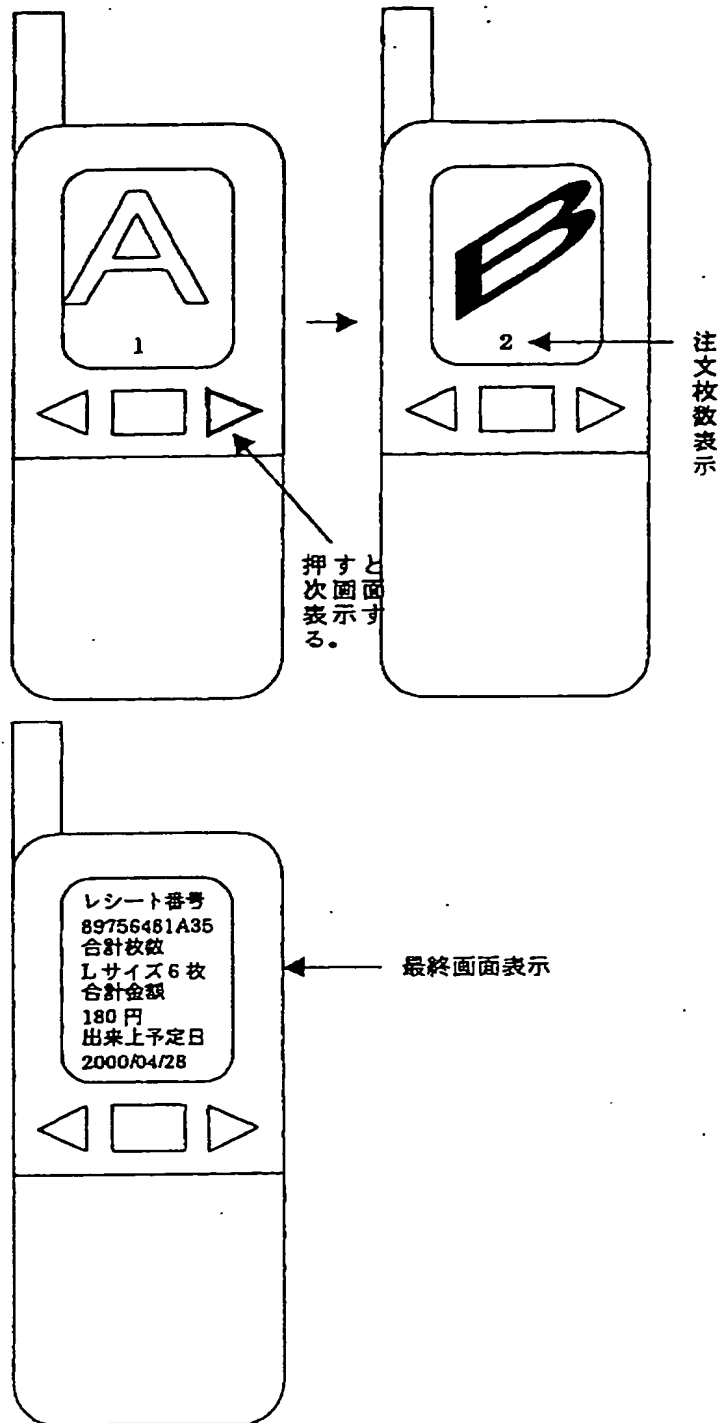 A
1
B
2
注文枚数表示
押すと
次画面
表示す
る。
レシート番号
89756481A35
合計枚数
Lサイズ6枚
合計金額
180円
出来上予定日
2000/04/28
最終画面表示